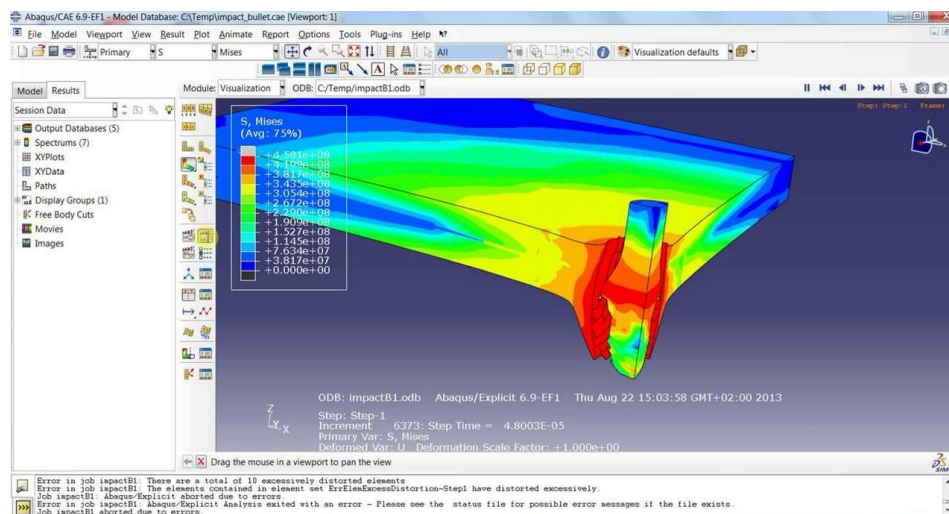 Abaqus/CAE 6.9-EF1 - Model Database: C:\Temp\impact_bullet.cae [Viewport: 1]
File Model Viewport View Result Plot Animate Report Options Tools Plug-ins Help
Primary S Mises All Visualization defaults
Model Results Module: Visualization ODB: C:/Temp/impactB1.odb
Session Data
Output Databases (5)
Spectrums (7)
XYPlots
XYData
Paths
Display Groups (1)
Free Body Cuts
Movies
Images
Step: Step-1 Frame:
S, Mises
(Avg: 75%)
+4.581e+08
+4.199e+08
+3.817e+08
+3.435e+08
+3.054e+08
+2.672e+08
+2.290e+08
+1.909e+08
+1.527e+08
+1.145e+08
+7.634e+07
+3.817e+07
+0.000e+00
Z
Y X
ODB: impactB1.odb Abaqus/Explicit 6.9-EF1 Thu Aug 22 15:03:58 GMT+02:00 2013
Step: Step-1
Increment 6373: Step Time = 4.8003E-05
Primary Var: S, Mises
Deformed Var: U Deformation Scale Factor: +1.000e+00
Drag the mouse in a viewport to pan the view
Error in job impactB1: There are a total of 10 excessively distorted elements
Error in job impactB1: The elements contained in element set ErrElemExcessDistortion-Step1 have distorted excessively.
Job impactB1: Abaqus/Explicit aborted due to errors.
Error in job impactB1: Abaqus/Explicit Analysis exited with an error - Please see the status file for possible error messages if the file exists.
Job impactB1 aborted due to errors.